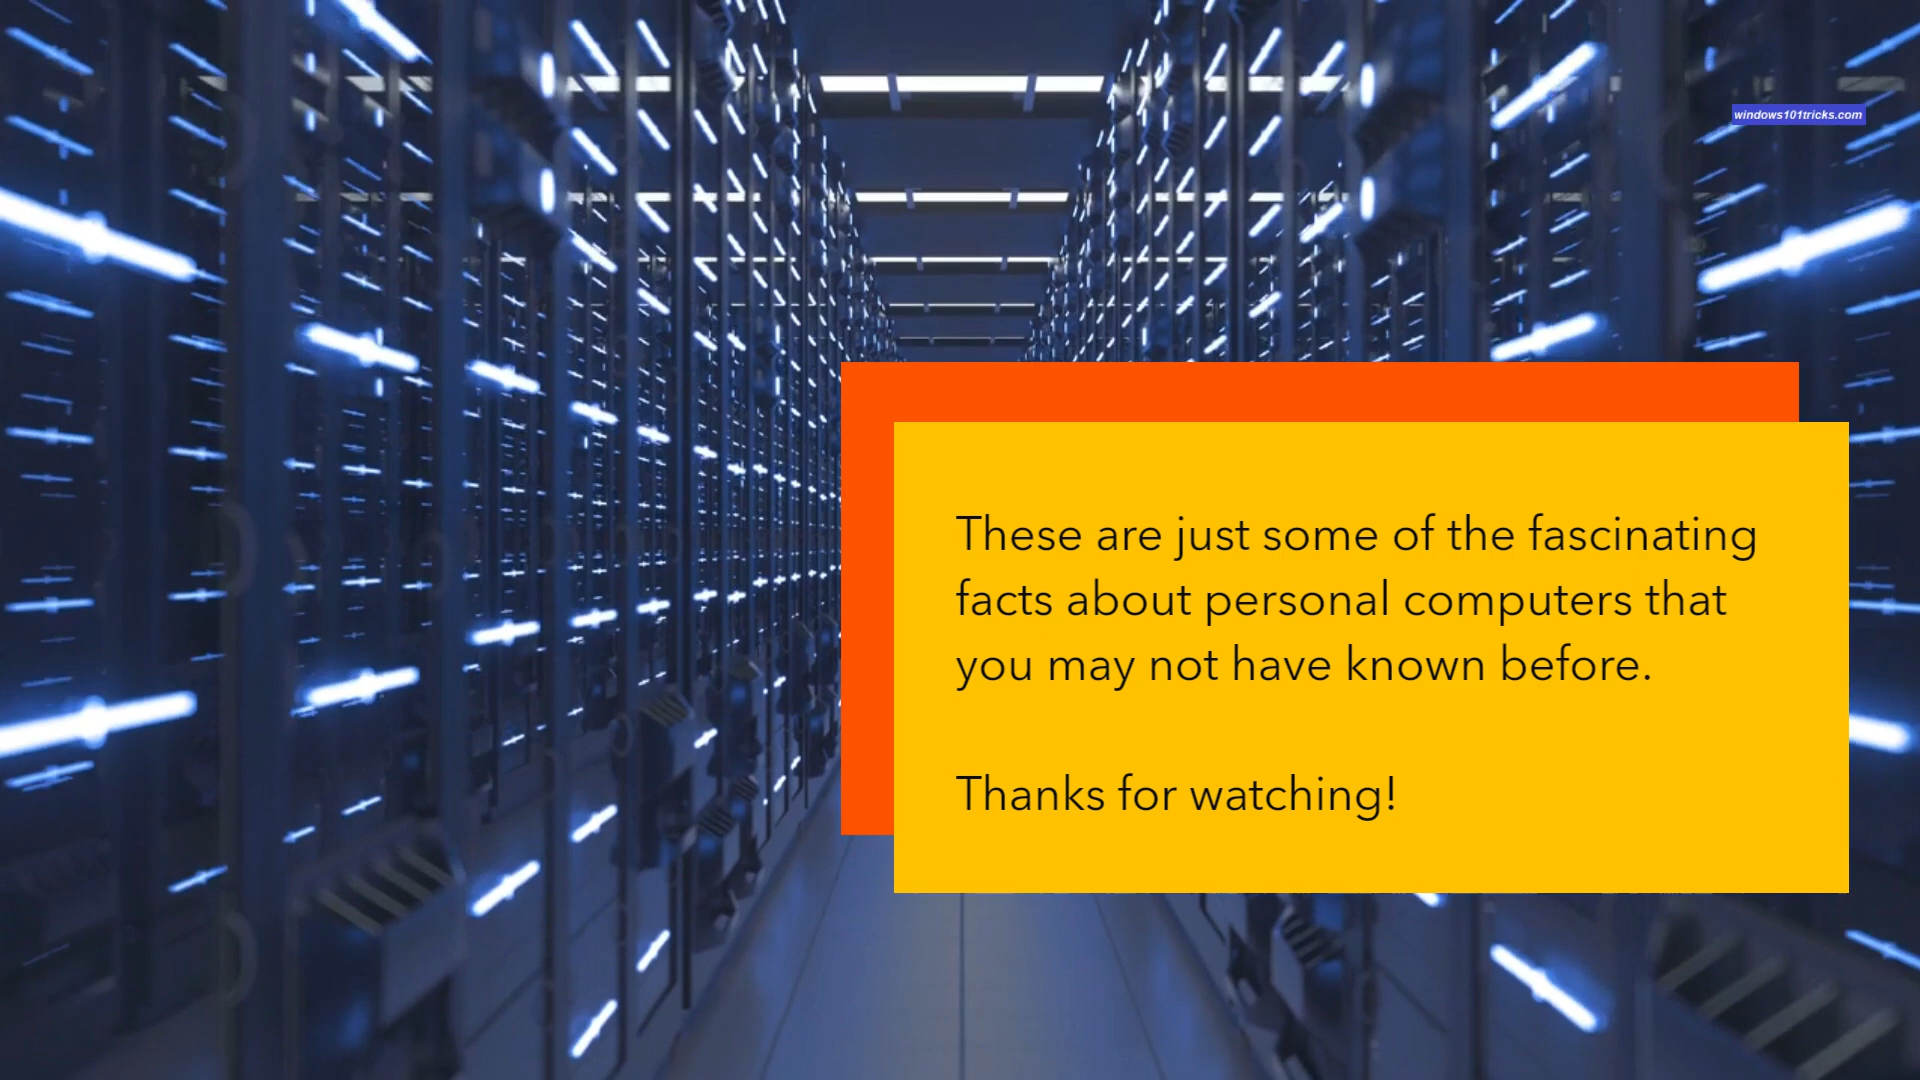 windows101tricks.com
These are just some of the fascinating
facts about personal computers that
you may not have known before.
Thanks for watching!